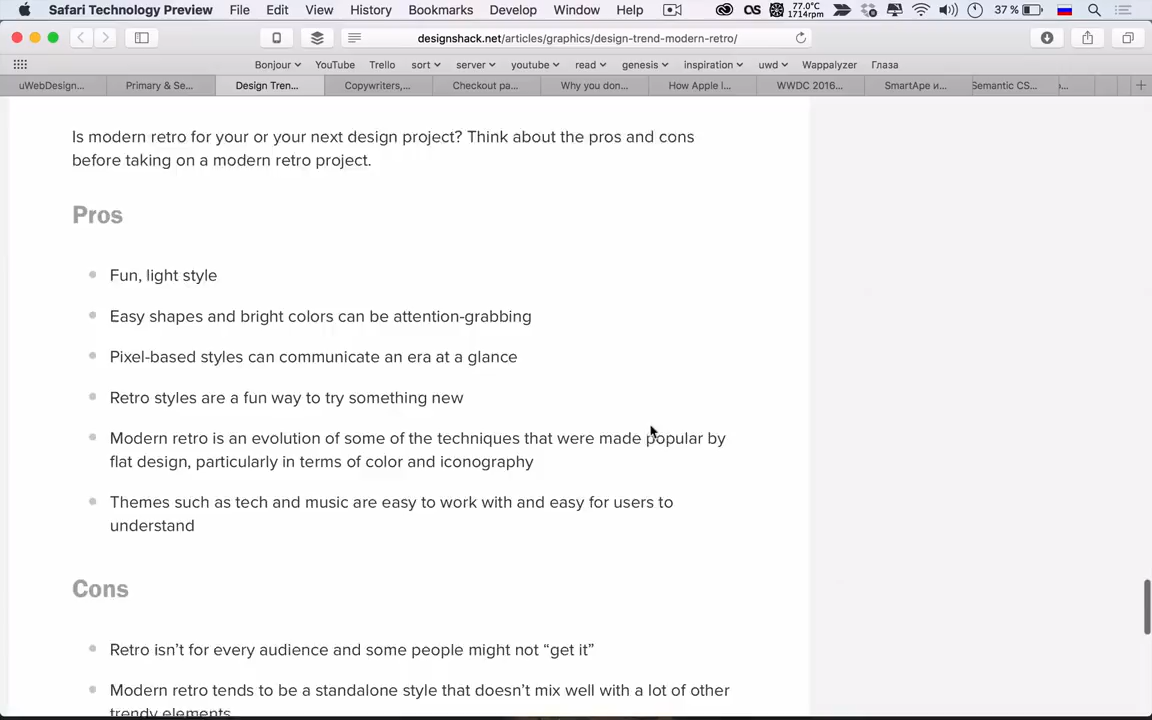 Safari Technology Preview File Edit View History Bookmarks Develop Window Help 77.0°C 1714rpm 37 %
designshack.net/articles/graphics/design-trend-modern-retro/
Bonjour YouTube Trello sort server youtube read genesis inspiration uwd Wappalyzer Глаза
uWebDesign... Primary & Se... Design Tren... Copywriters,... Checkout pa... Why you don... How Apple i... WWDC 2016... SmartApe и... Semantic CS...
Is modern retro for your or your next design project? Think about the pros and cons
before taking on a modern retro project.
Pros
Fun, light style
Easy shapes and bright colors can be attention-grabbing
Pixel-based styles can communicate an era at a glance
Retro styles are a fun way to try something new
Modern retro is an evolution of some of the techniques that were made popular by
flat design, particularly in terms of color and iconography
Themes such as tech and music are easy to work with and easy for users to
understand
Cons
Retro isn’t for every audience and some people might not “get it”
Modern retro tends to be a standalone style that doesn’t mix well with a lot of other
trendy elements